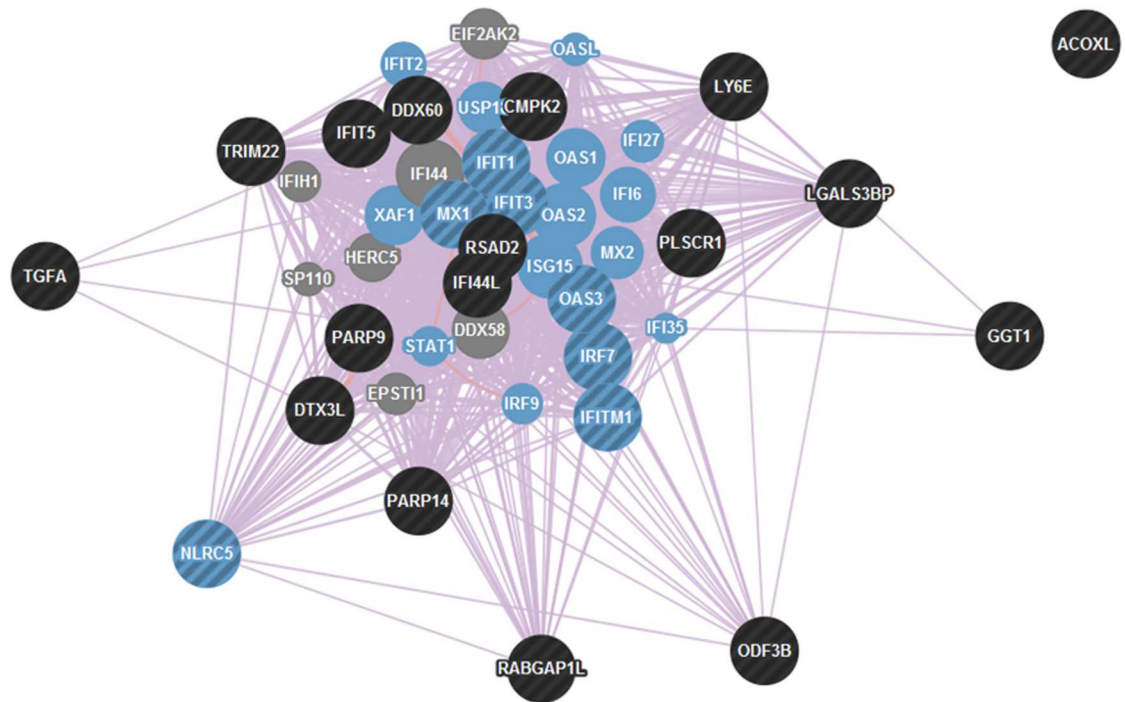 ACOXL
EIF2AK2
OASL
IFIT2
LY6E
DDX60
USP1
CMPK2
IFIT5
TRIM22
IFI27
OAS1
IFIT1
IFI44
IFIH1
LGALS3BP
IFI6
IFIT3
XAF1
MX1
OAS2
PLSCR1
RSAD2
MX2
HERC5
ISG15
TGFA
SP110
IFI44L
OAS3
DDX58
IFI35
PARP9
GGT1
STAT1
IRF7
EPSTI1
IRF9
DTX3L
IFITM1
PARP14
NLRC5
ODF3B
RABGAP1L